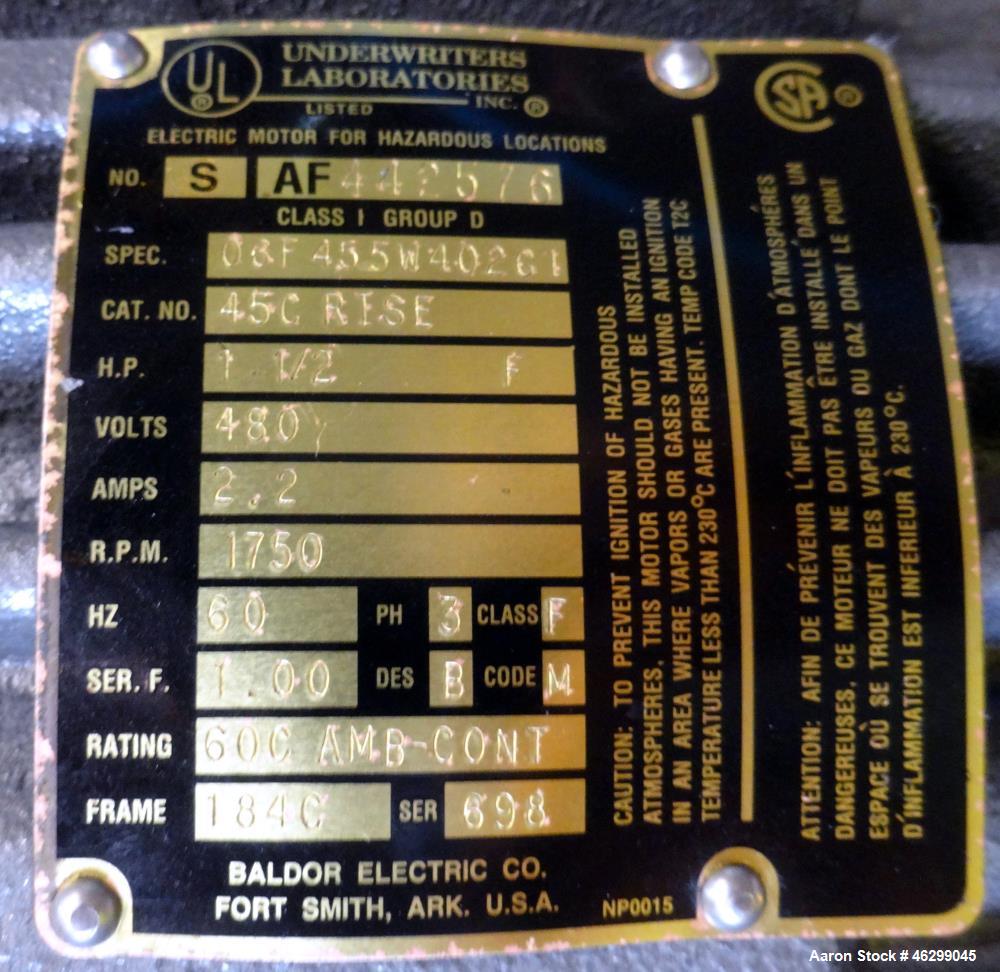 UL ®
UNDERWRITERS
LABORATORIES
INC. ®
LISTED
ELECTRIC MOTOR FOR HAZARDOUS LOCATIONS
NO. S AF 442576
CLASS I GROUP D
SPEC. 06F455W402G1
CAT. NO. 45C RISE
H.P. 1 1/2 F
VOLTS 480
AMPS 2.2
R.P.M. 1750
HZ 60 PH 3 CLASS F
SER. F. 1.00 DES B CODE M
RATING 60C AMB-CONT
FRAME 184C SER 698
BALDOR ELECTRIC CO.
FORT SMITH, ARK. U.S.A.
NP0015
CAUTION: TO PREVENT IGNITION OF HAZARDOUS
ATMOSPHERES, THIS MOTOR SHOULD NOT BE INSTALLED
IN AN AREA WHERE VAPORS OR GASES HAVING AN IGNITION
TEMPERATURE LESS THAN 230°C ARE PRESENT. TEMP CODE T2C
SA ®
ATTENTION: AFIN DE PRÉVENIR L'INFLAMMATION D'ATMOSPHÉRES
DANGEREUSES, CE MOTEUR NE DOIT PAS ÊTRE INSTALLÉ DANS UN
ESPACE OÙ SE TROUVENT DES VAPEURS OU GAZ DONT LE POINT
D'INFLAMMATION EST INFERIEUR À 230°C.
Aaron Stock # 46299045